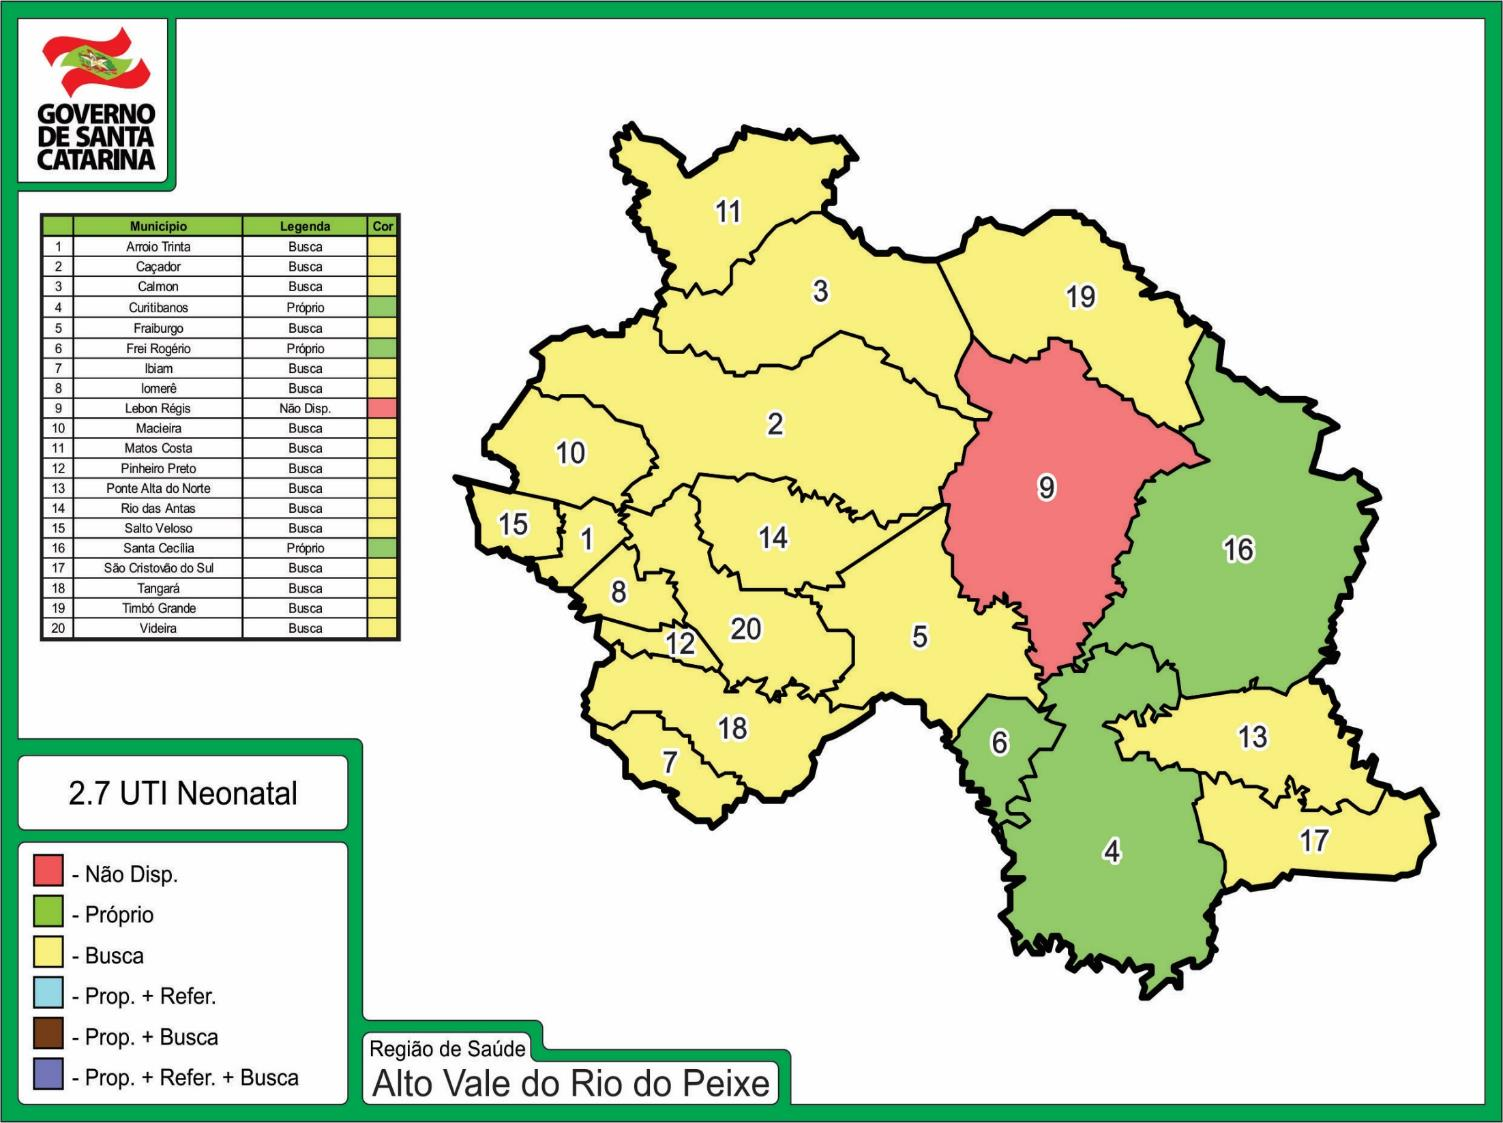 GOVERNO
DE SANTA
CATARINA
Município Legenda Cor
1 Arroio Trinta Busca
2 Caçador Busca
3 Calmon Busca
4 Curitibanos Próprio
5 Fraiburgo Busca
6 Frei Rogério Próprio
7 Ibiam Busca
8 Iomerê Busca
9 Lebon Régis Não Disp.
10 Macieira Busca
11 Matos Costa Busca
12 Pinheiro Preto Busca
13 Ponte Alta do Norte Busca
14 Rio das Antas Busca
15 Salto Veloso Busca
16 Santa Cecília Próprio
17 São Cristovão do Sul Busca
18 Tangará Busca
19 Timbó Grande Busca
20 Videira Busca
11
3
19
2
10
9
15
1
14
16
8
20
12
5
18
6
13
7
17
4
2.7 UTI Neonatal
- Não Disp.
- Próprio
- Busca
- Prop. + Refer.
- Prop. + Busca
- Prop. + Refer. + Busca
Região de Saúde
Alto Vale do Rio do Peixe